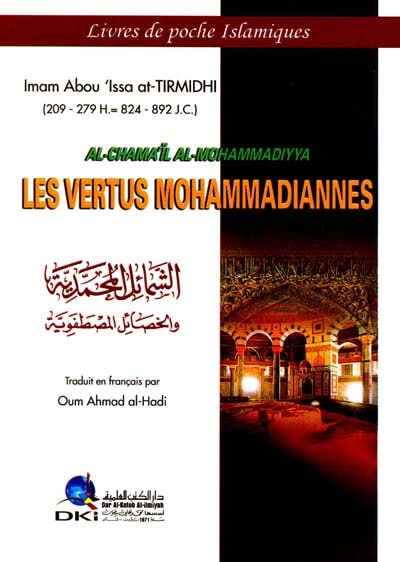 Livres de poche Islamiques
Imam Abou 'Issa at-TIRMIDHI
(209 - 279 H.= 824 - 892 J.C.)
AL-CHAMA'ÏL AL-MOHAMMADIYYA
LES VERTUS MOHAMMADIANNES
الشمائل المحمدية
والخصائل المصطفوية
Traduit en français par
Oum Ahmad al-Hadi
دار الكتب العلمية
Dar Al-Kotob Al-ilmiyah
DKi